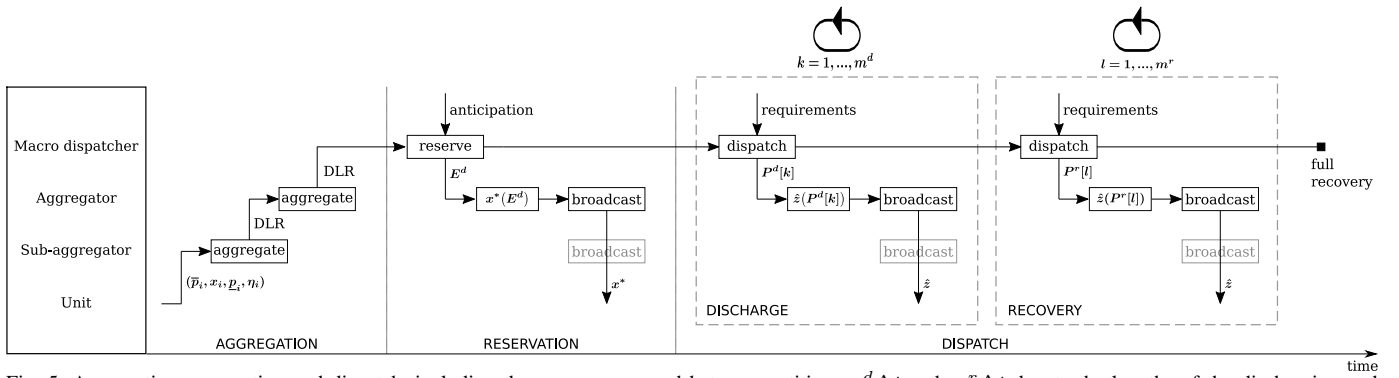 k = 1, ..., m^d
l = 1, ..., m^r
anticipation
requirements
requirements
Macro dispatcher
reserve
dispatch
dispatch
DLR
E^d
P^d[k]
P^r[l]
full
recovery
Aggregator
aggregate
x*(E^d)
broadcast
ẑ(P^d[k])
broadcast
ẑ(P^r[l])
broadcast
DLR
Sub-aggregator
aggregate
broadcast
broadcast
broadcast
(p̅_i, x_i, p̲_i, η_i)
x*
ẑ
ẑ
Unit
DISCHARGE
RECOVERY
AGGREGATION
RESERVATION
DISPATCH
time